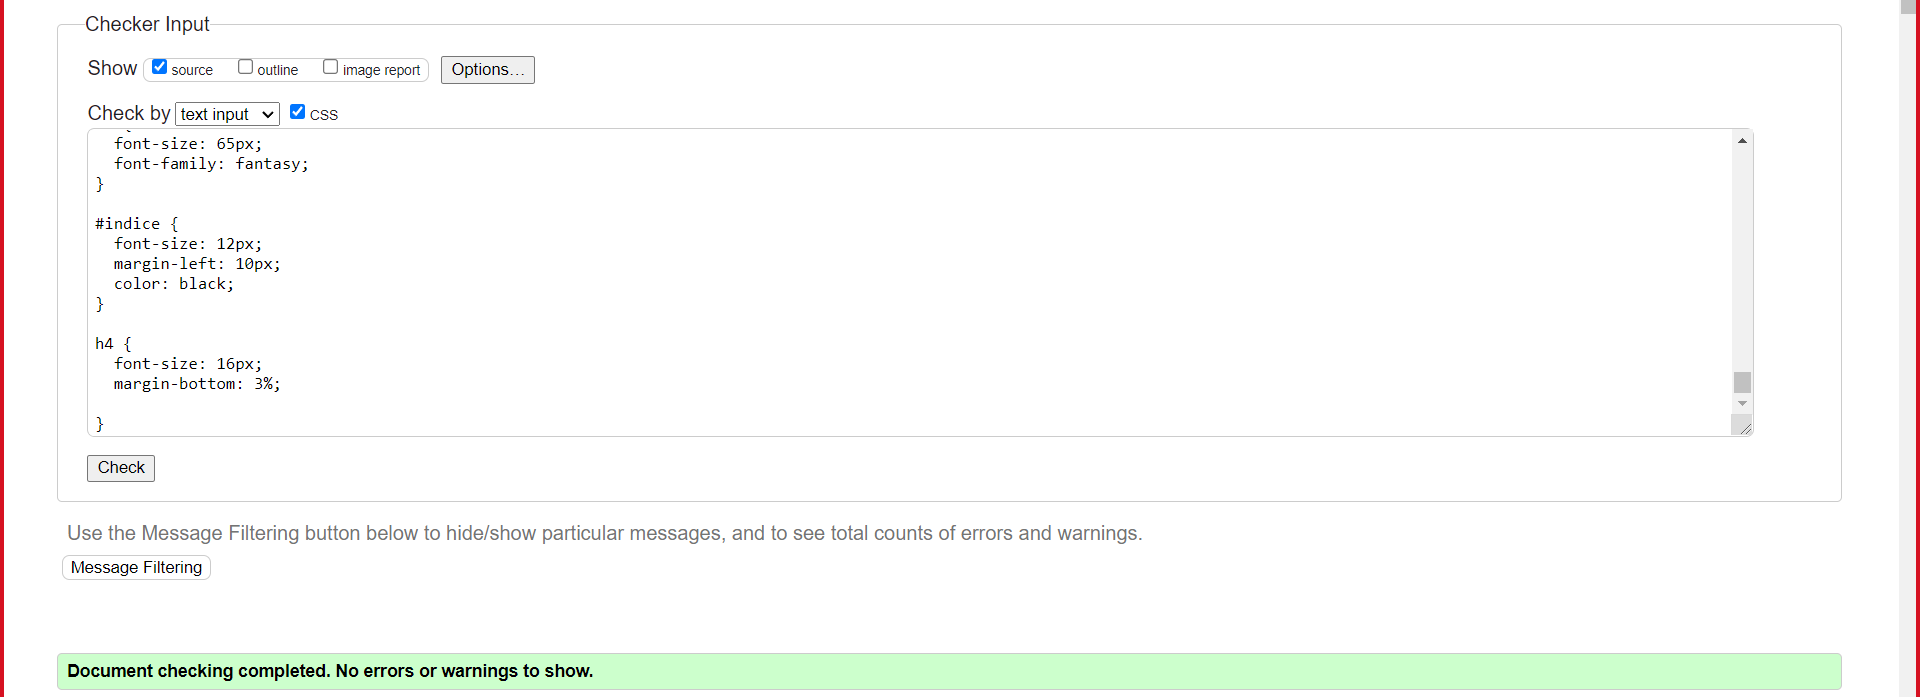 Checker Input
Show source outline image report Options...
Check by text input CSS
font-size: 65px;
font-family: fantasy;
}
#indice {
font-size: 12px;
margin-left: 10px;
color: black;
}
h4 {
font-size: 16px;
margin-bottom: 3%;
}
Check
Use the Message Filtering button below to hide/show particular messages, and to see total counts of errors and warnings.
Message Filtering
Document checking completed. No errors or warnings to show.